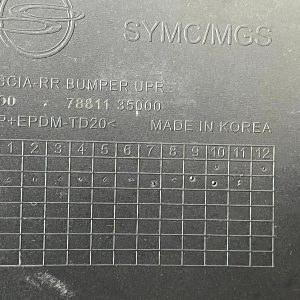 SYMC/MGS
SCIA-RR BUMPER UPR
00 78811 35000
P+EPDM-TD20<
MADE IN KOREA
1 2 3 4 5 6 7 8 9 10 11 12